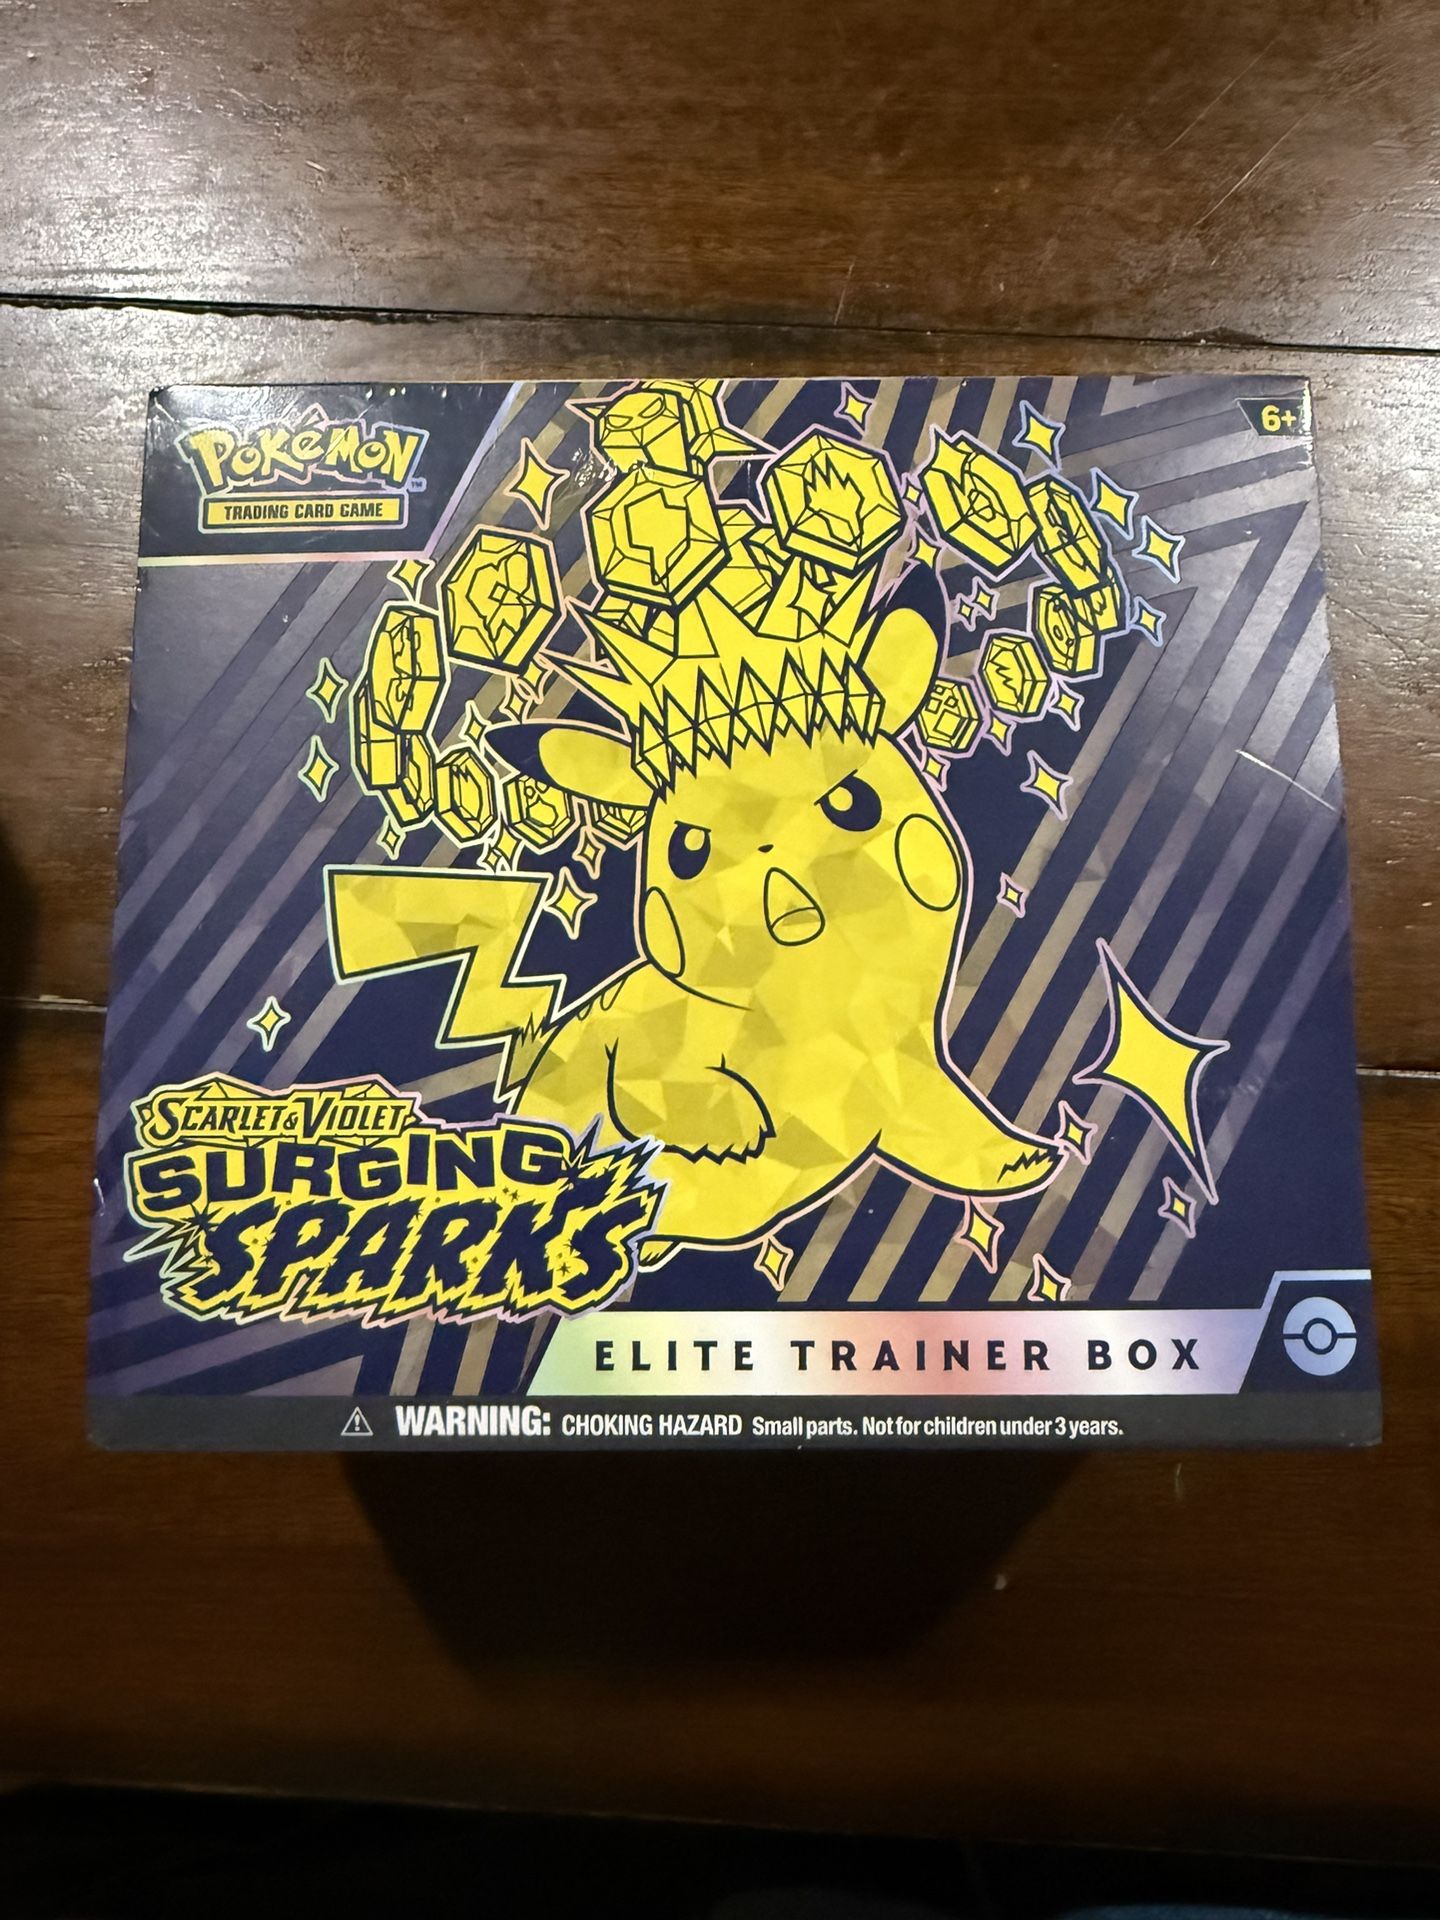 POKéMON
TM
TRADING CARD GAME
6+
SCARLET & VIOLET
SURGING
SPARKS
ELITE TRAINER BOX
WARNING: CHOKING HAZARD Small parts. Not for children under 3 years.